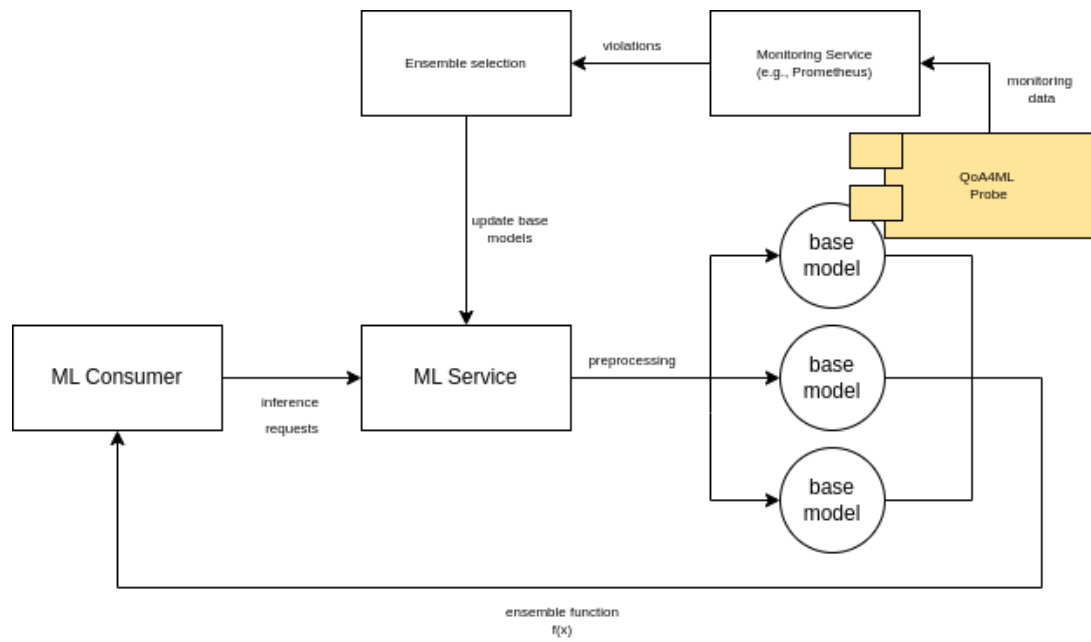 Ensemble selection
violations
Monitoring Service
(e.g., Prometheus)
monitoring
data
QoA4ML
Probe
update base
models
base
model
ML Consumer
inference
requests
ML Service
preprocessing
base
model
base
model
ensemble function
f(x)